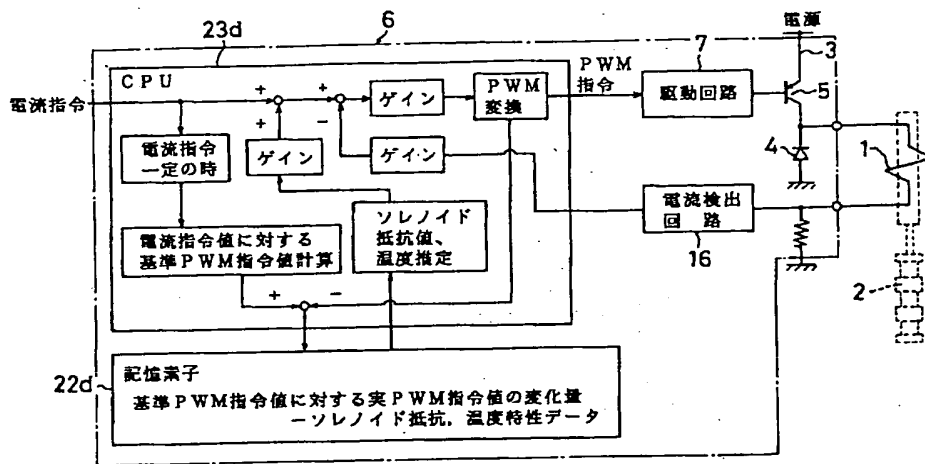 23d
6
電源
CPU
7
3
電流指令
+
+
+
−
ゲイン
PWM
変換
PWM
指令
駆動回路
5
電流指令
一定の時
ゲイン
ゲイン
4
1
電流指令値に対する
基準PWM指令値計算
ソレノイド
抵抗値、
温度推定
電流検出
回路
16
+
−
2
22d
記憶素子
基準PWM指令値に対する実PWM指令値の変化量
−ソレノイド抵抗，温度特性データ